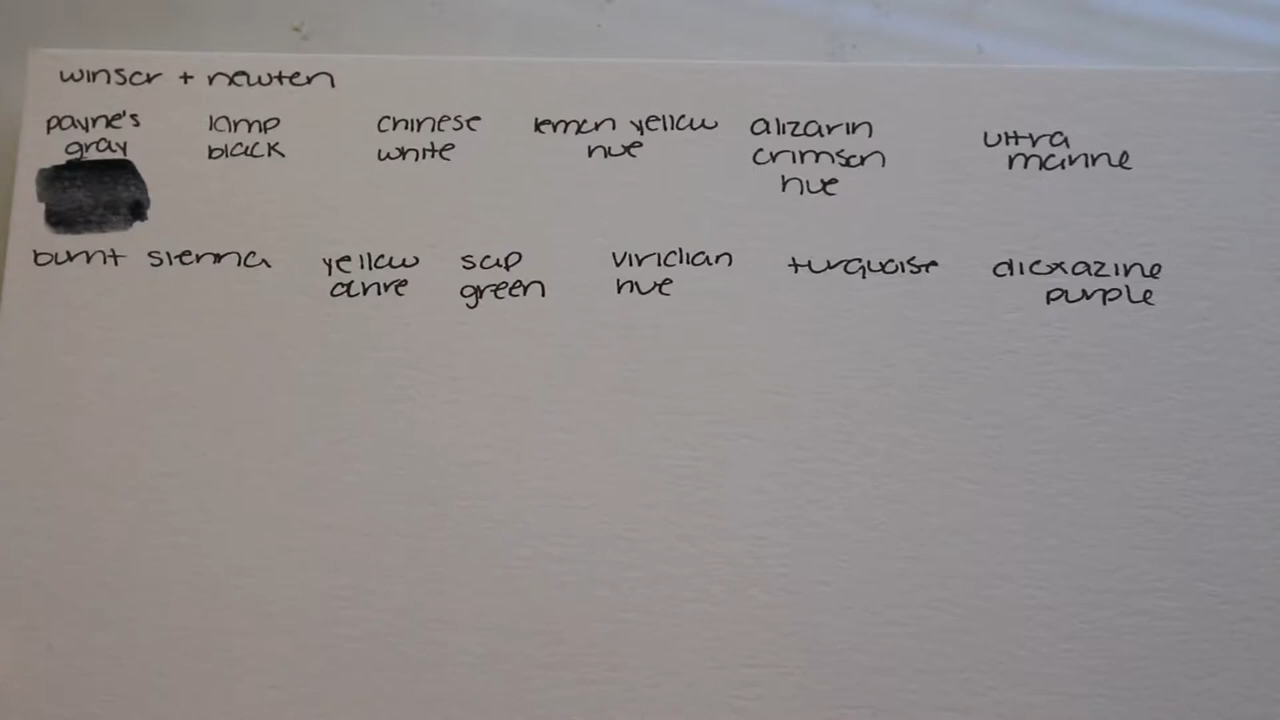 winsor + newton
payne's gray
lamp black
chinese white
lemon yellow hue
alizarin crimson hue
ultra marine
burnt sienna
yellow ohre
sap green
viridian hue
turquoise
dioxazine purple